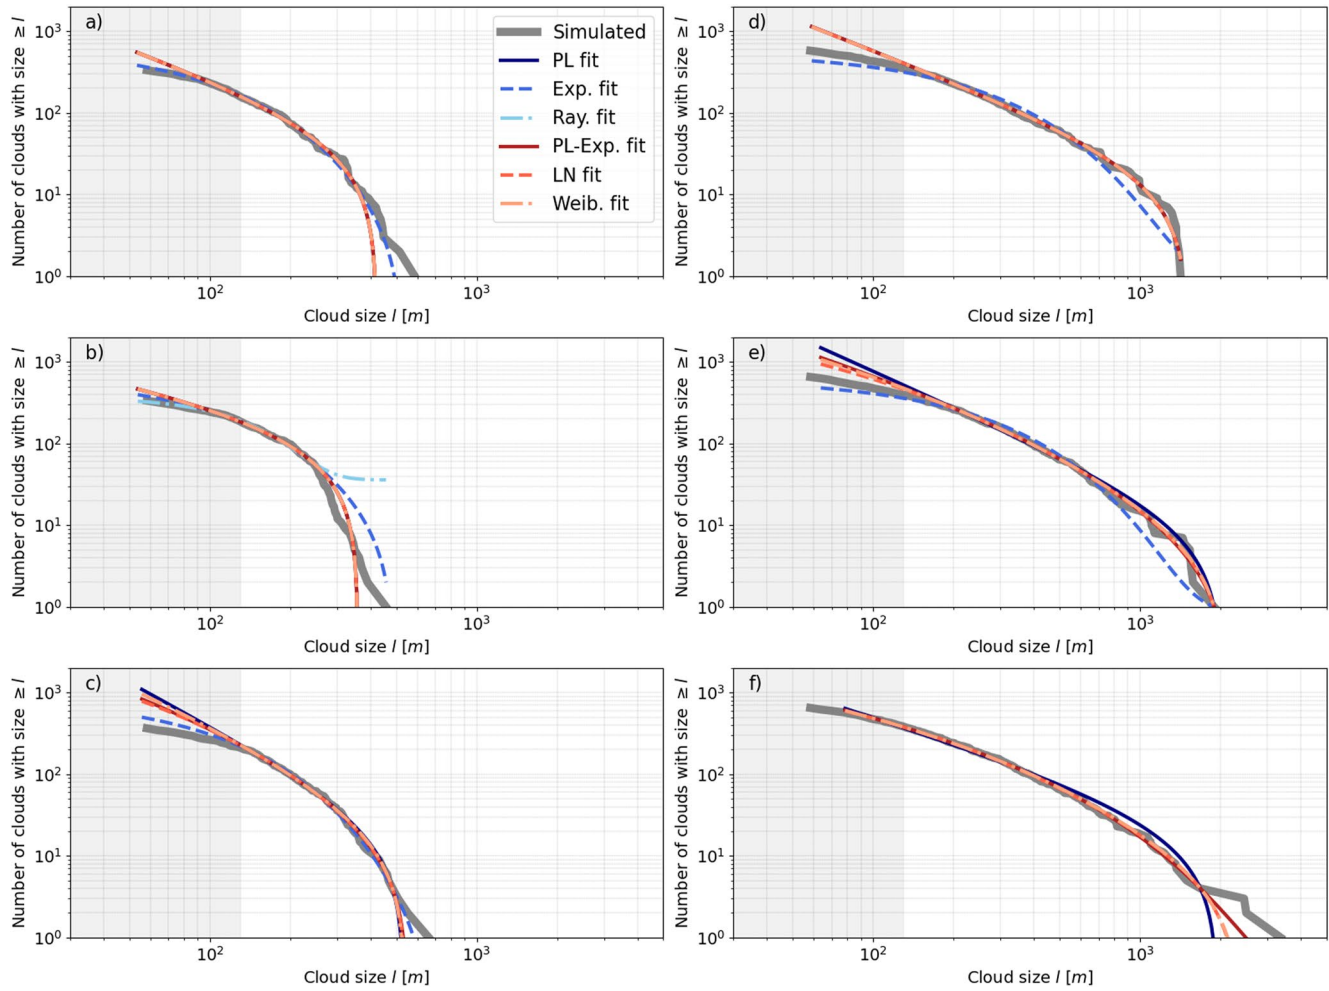 a)
Number of clouds with size ≥ l
10³
10²
10¹
10⁰
10²
10³
Cloud size l [m]
Simulated
PL fit
Exp. fit
Ray. fit
PL-Exp. fit
LN fit
Weib. fit
d)
Number of clouds with size ≥ l
10³
10²
10¹
10⁰
10²
10³
Cloud size l [m]
b)
Number of clouds with size ≥ l
10³
10²
10¹
10⁰
10²
10³
Cloud size l [m]
e)
Number of clouds with size ≥ l
10³
10²
10¹
10⁰
10²
10³
Cloud size l [m]
c)
Number of clouds with size ≥ l
10³
10²
10¹
10⁰
10²
10³
Cloud size l [m]
f)
Number of clouds with size ≥ l
10³
10²
10¹
10⁰
10²
10³
Cloud size l [m]